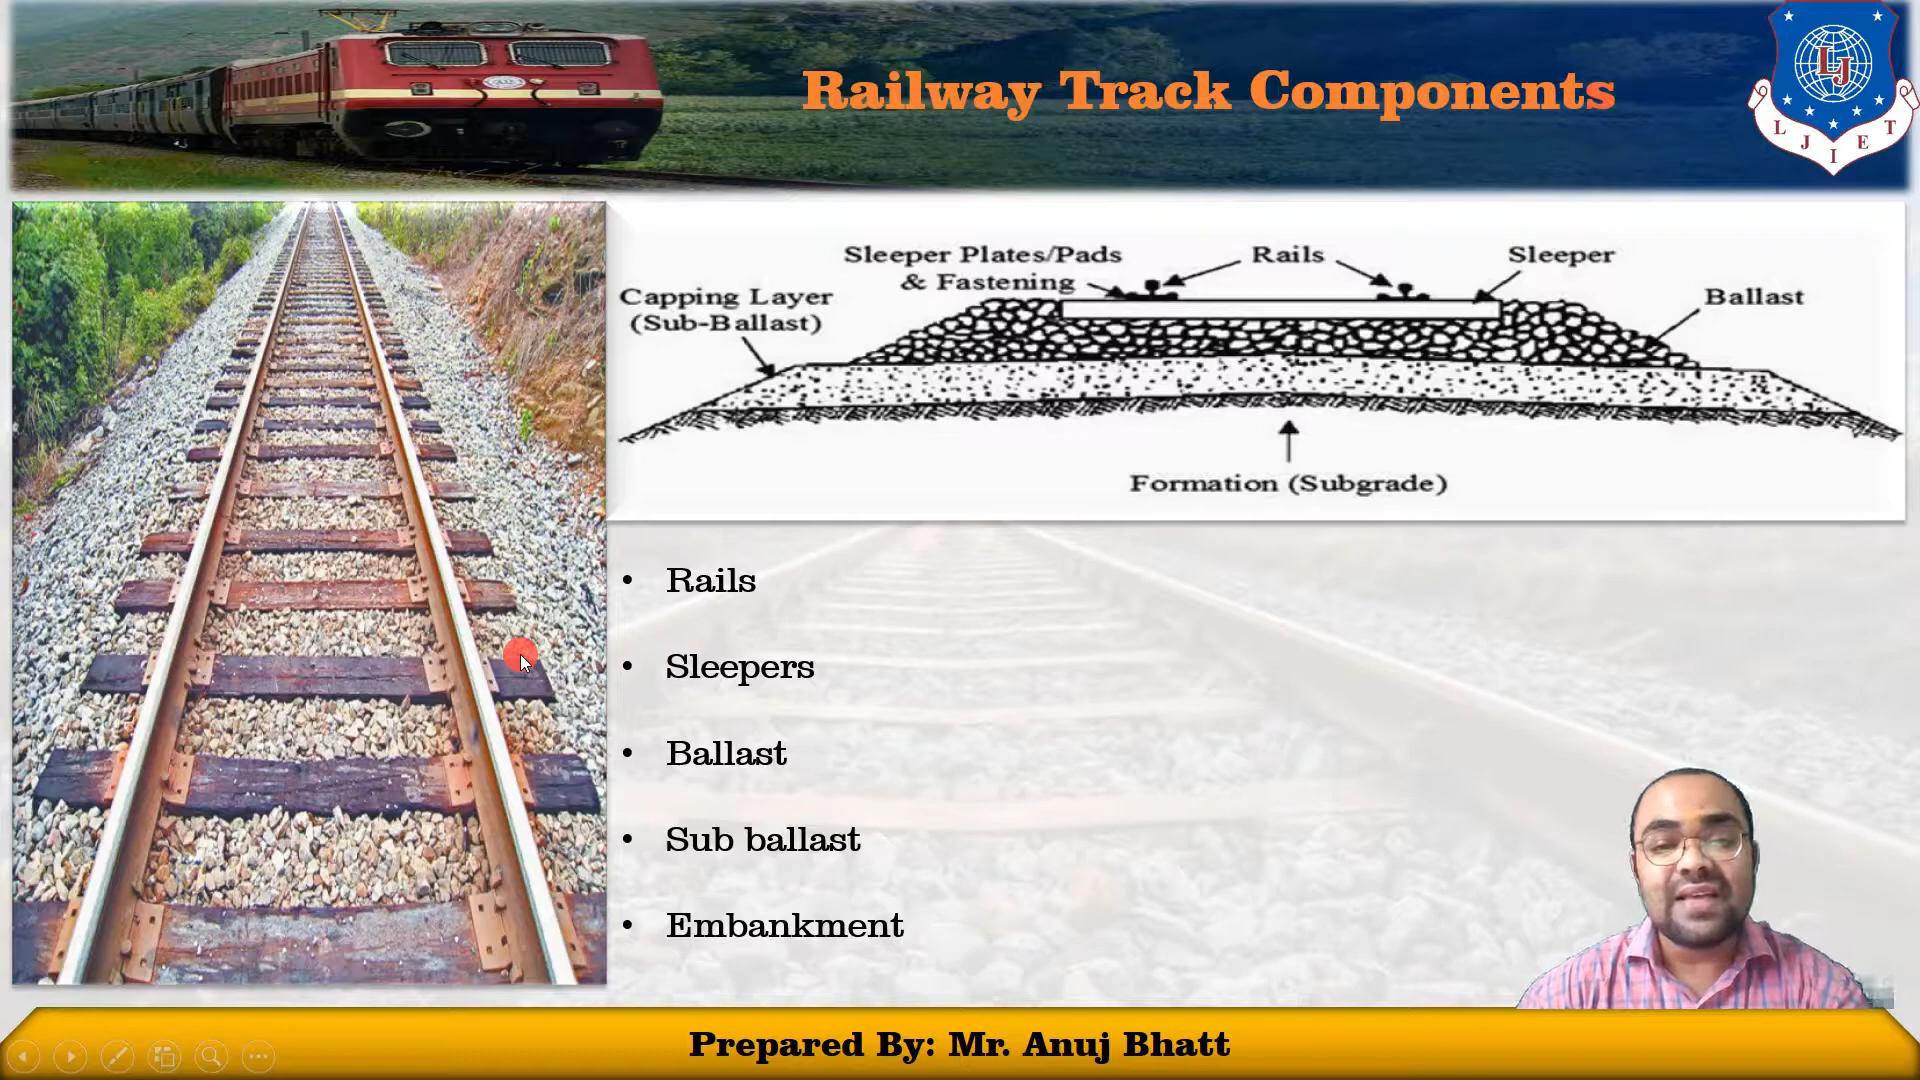 Railway Track Components
LJ
L J I E T
Sleeper Plates/Pads
& Fastening
Rails
Sleeper
Capping Layer
(Sub-Ballast)
Ballast
Formation (Subgrade)
• Rails
• Sleepers
• Ballast
• Sub ballast
• Embankment
Prepared By: Mr. Anuj Bhatt